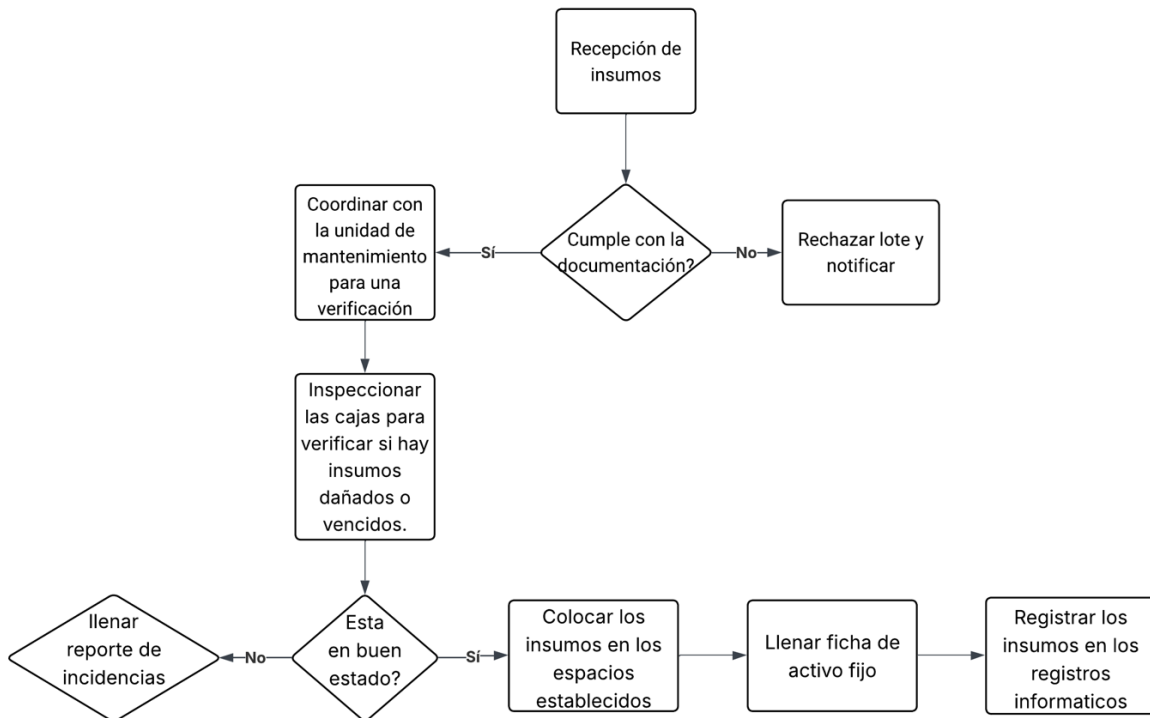 Recepción de
insumos
Coordinar con
la unidad de
mantenimiento
para una
verificación
Sí
Cumple con la
documentación?
No
Rechazar lote y
notificar
Inspeccionar
las cajas para
verificar si hay
insumos
dañados o
vencidos.
llenar
reporte de
incidencias
No
Esta
en buen
estado?
Sí
Colocar los
insumos en los
espacios
establecidos
Llenar ficha de
activo fijo
Registrar los
insumos en los
registros
informaticos